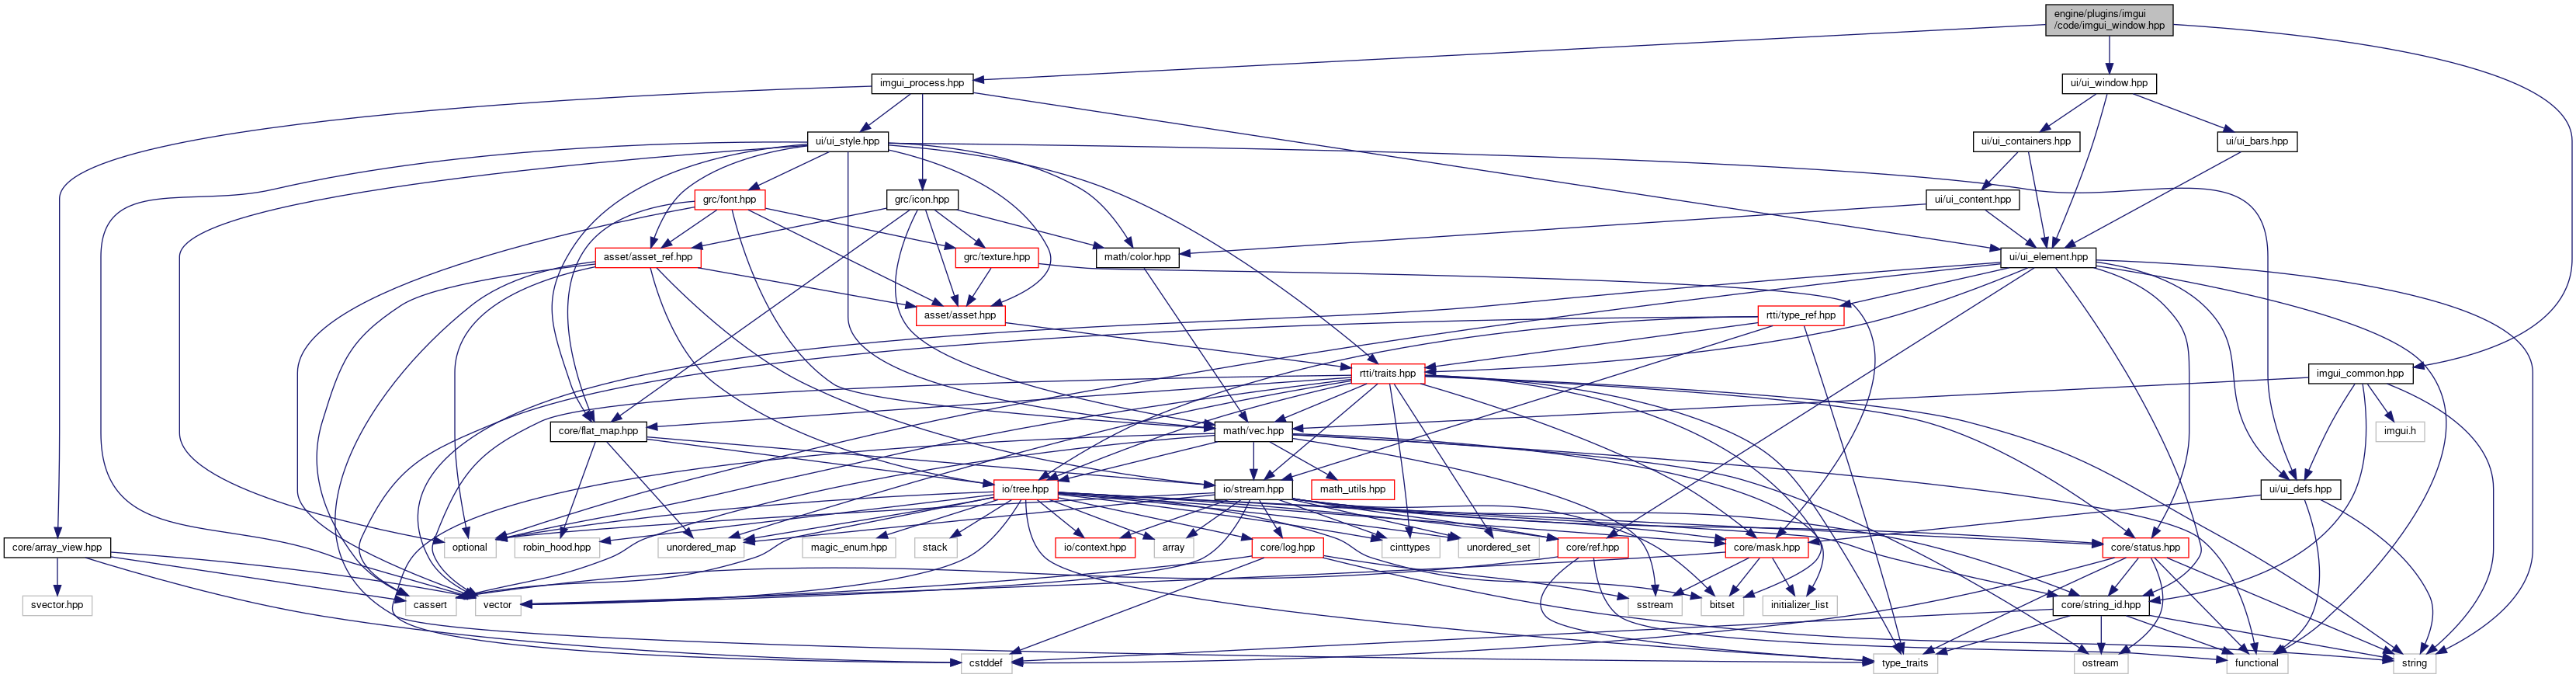 engine/plugins/imgui
/code/imgui_window.hpp
imgui_process.hpp
ui/ui_window.hpp
ui/ui_style.hpp
ui/ui_containers.hpp
ui/ui_bars.hpp
grc/font.hpp
grc/icon.hpp
ui/ui_content.hpp
asset/asset_ref.hpp
grc/texture.hpp
math/color.hpp
ui/ui_element.hpp
asset/asset.hpp
rtti/type_ref.hpp
rtti/traits.hpp
imgui_common.hpp
core/flat_map.hpp
math/vec.hpp
imgui.h
io/tree.hpp
io/stream.hpp
math_utils.hpp
ui/ui_defs.hpp
core/array_view.hpp
optional
robin_hood.hpp
unordered_map
magic_enum.hpp
stack
io/context.hpp
array
core/log.hpp
cinttypes
unordered_set
core/ref.hpp
core/mask.hpp
core/status.hpp
svector.hpp
cassert
vector
sstream
bitset
initializer_list
core/string_id.hpp
cstddef
type_traits
ostream
functional
string